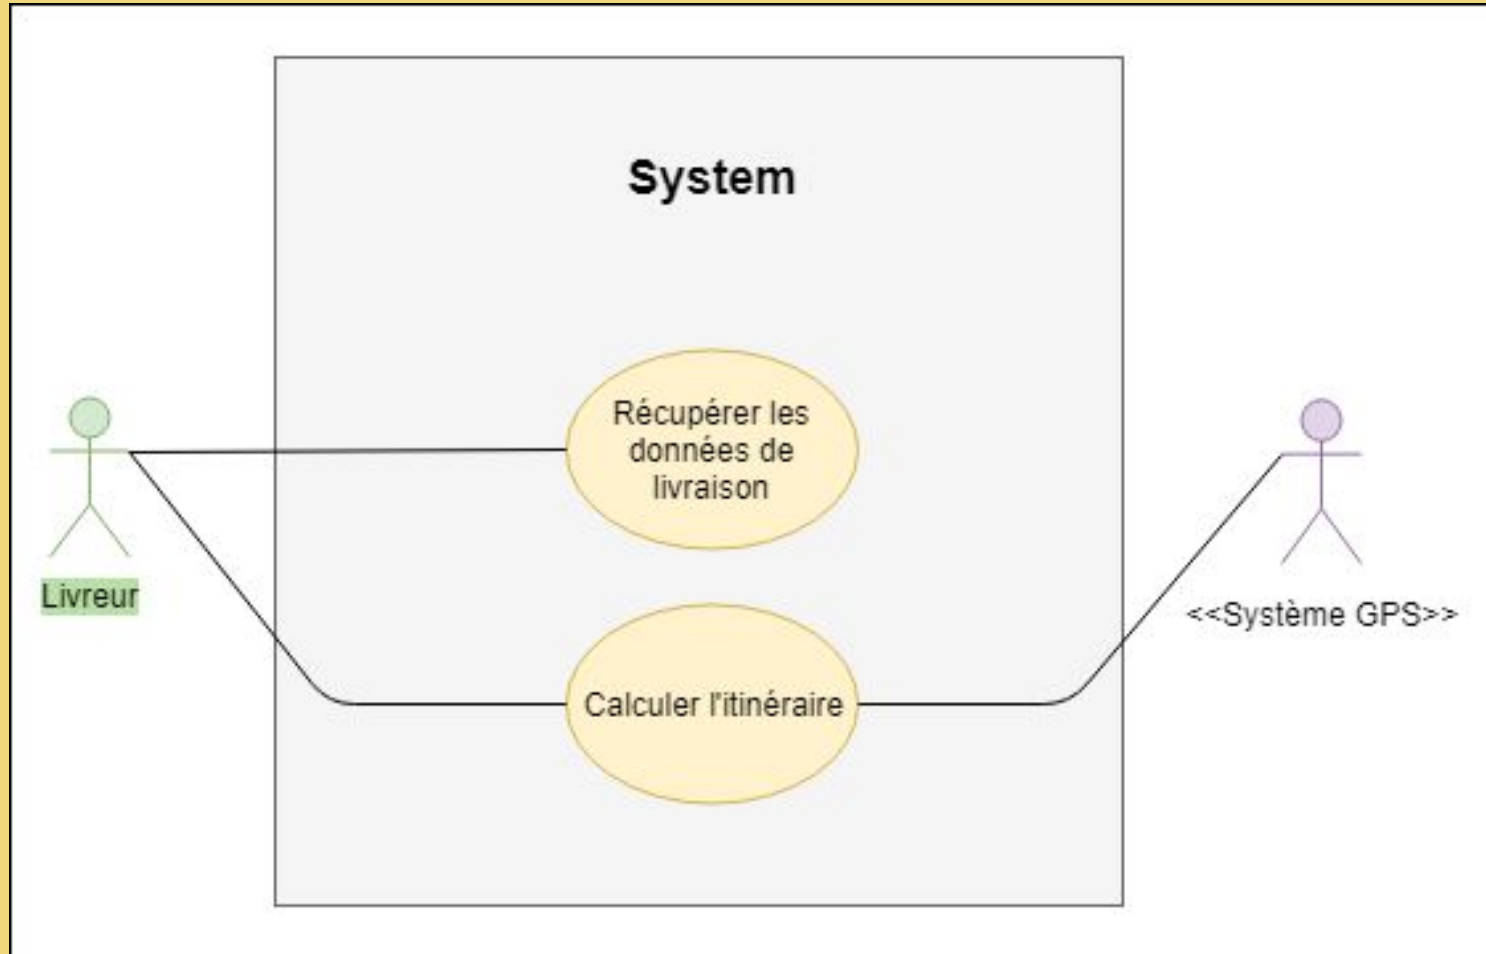 System
Récupérer les
données de
livraison
Livreur
<<Système GPS>>
Calculer l'itinéraire